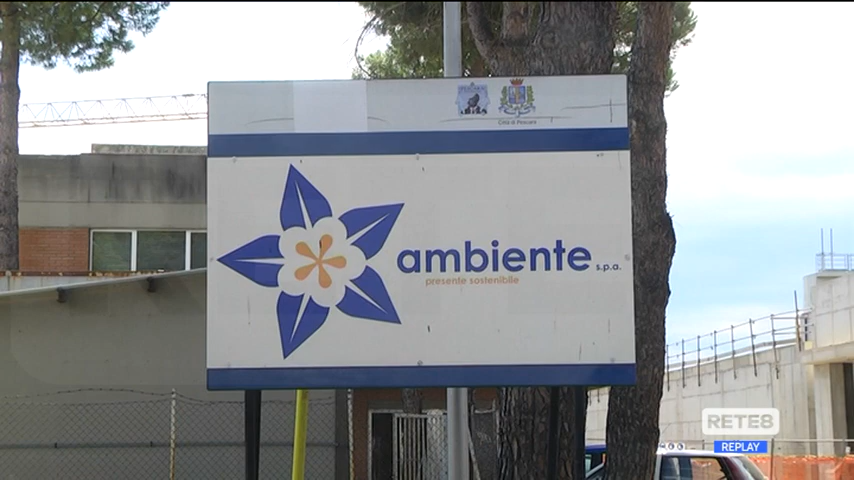 Città di Pescara
ambiente s.p.a.
presente sostenibile
RETE8
REPLAY